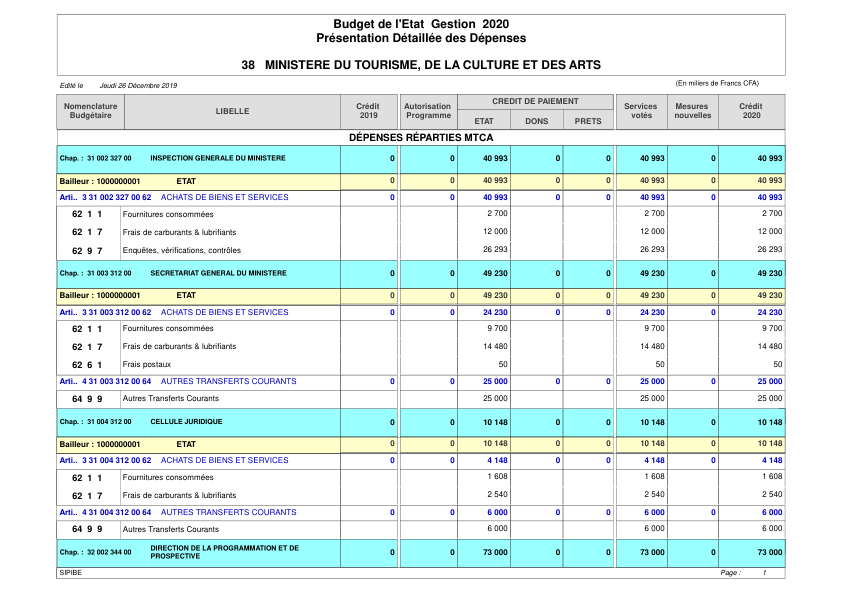 Budget de l'Etat Gestion 2020
Présentation Détaillée des Dépenses
38 MINISTERE DU TOURISME, DE LA CULTURE ET DES ARTS
Edité le Jeudi 26 Décembre 2019 (En milliers de Francs CFA)
Nomenclature Budgétaire LIBELLE Crédit 2019 Autorisation Programme CREDIT DE PAIEMENT Services votés Mesures nouvelles Crédit 2020
ETAT DONS PRETS
DÉPENSES RÉPARTIES MTCA
Chap. : 31 002 327 00 INSPECTION GENERALE DU MINISTERE 0 0 40 993 0 0 40 993 0 40 993
Bailleur : 1000000001 ETAT 0 0 40 993 0 0 40 993 0 40 993
Arti.. 3 31 002 327 00 62 ACHATS DE BIENS ET SERVICES 0 0 40 993 0 0 40 993 0 40 993
62 1 1 Fournitures consommées 2 700 2 700 2 700
62 1 7 Frais de carburants & lubrifiants 12 000 12 000 12 000
62 9 7 Enquêtes, vérifications, contrôles 26 293 26 293 26 293
Chap. : 31 003 312 00 SECRETARIAT GENERAL DU MINISTERE 0 0 49 230 0 0 49 230 0 49 230
Bailleur : 1000000001 ETAT 0 0 49 230 0 0 49 230 0 49 230
Arti.. 3 31 003 312 00 62 ACHATS DE BIENS ET SERVICES 0 0 24 230 0 0 24 230 0 24 230
62 1 1 Fournitures consommées 9 700 9 700 9 700
62 1 7 Frais de carburants & lubrifiants 14 480 14 480 14 480
62 6 1 Frais postaux 50 50 50
Arti.. 4 31 003 312 00 64 AUTRES TRANSFERTS COURANTS 0 0 25 000 0 0 25 000 0 25 000
64 9 9 Autres Transferts Courants 25 000 25 000 25 000
Chap. : 31 004 312 00 CELLULE JURIDIQUE 0 0 10 148 0 0 10 148 0 10 148
Bailleur : 1000000001 ETAT 0 0 10 148 0 0 10 148 0 10 148
Arti.. 3 31 004 312 00 62 ACHATS DE BIENS ET SERVICES 0 0 4 148 0 0 4 148 0 4 148
62 1 1 Fournitures consommées 1 608 1 608 1 608
62 1 7 Frais de carburants & lubrifiants 2 540 2 540 2 540
Arti.. 4 31 004 312 00 64 AUTRES TRANSFERTS COURANTS 0 0 6 000 0 0 6 000 0 6 000
64 9 9 Autres Transferts Courants 6 000 6 000 6 000
Chap. : 32 002 344 00 DIRECTION DE LA PROGRAMMATION ET DE PROSPECTIVE 0 0 73 000 0 0 73 000 0 73 000
SIPIBE Page : 1